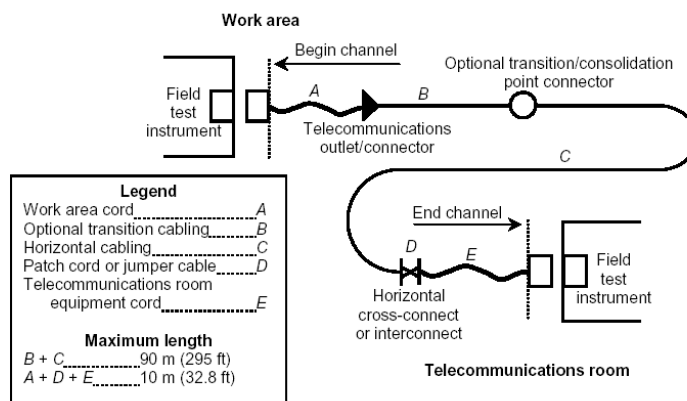 Work area
Begin channel
Optional transition/consolidation
point connector
A
B
Field
test
instrument
Telecommunications
outlet/connector
C
Legend
Work area cord A
Optional transition cabling B
Horizontal cabling C
Patch cord or jumper cable D
Telecommunications room
equipment cord E
Maximum length
B + C 90 m (295 ft)
A + D + E 10 m (32.8 ft)
End channel
D
E
Field
test
instrument
Horizontal
cross-connect
or interconnect
Telecommunications room